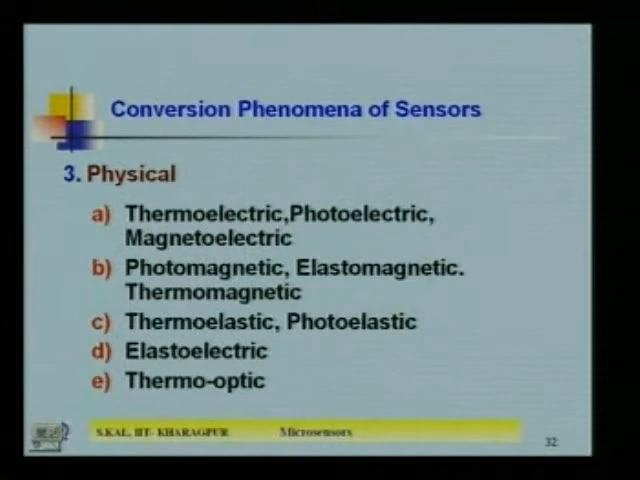 Conversion Phenomena of Sensors
3. Physical
a) Thermoelectric,Photoelectric,
Magnetoelectric
b) Photomagnetic, Elastomagnetic.
Thermomagnetic
c) Thermoelastic, Photoelastic
d) Elastoelectric
e) Thermo-optic
S.KAL, IIT- KHARAGPUR Microsensors
32